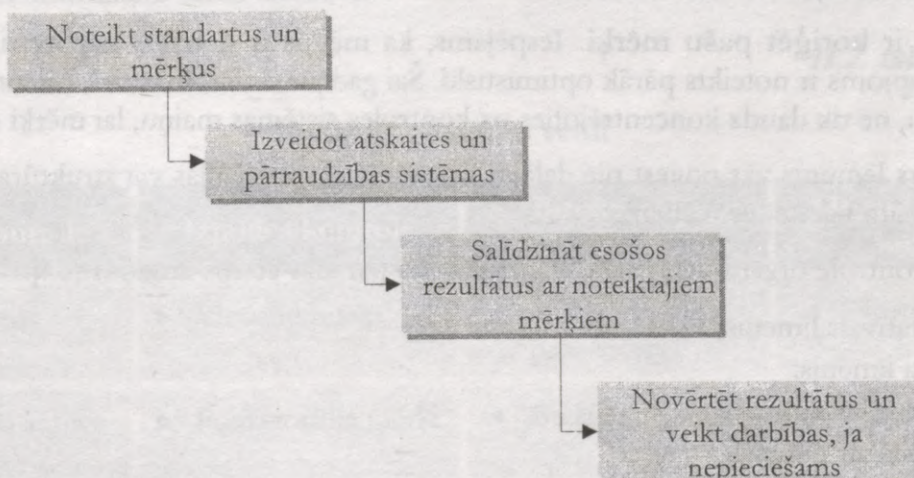 Noteikt standartus un
mērķus
Izveidot atskaites un
pārraudzības sistēmas
Salīdzināt esošos
rezultātus ar noteiktajiem
mērķiem
Novērtēt rezultātus un
veikt darbības, ja
nepieciešams